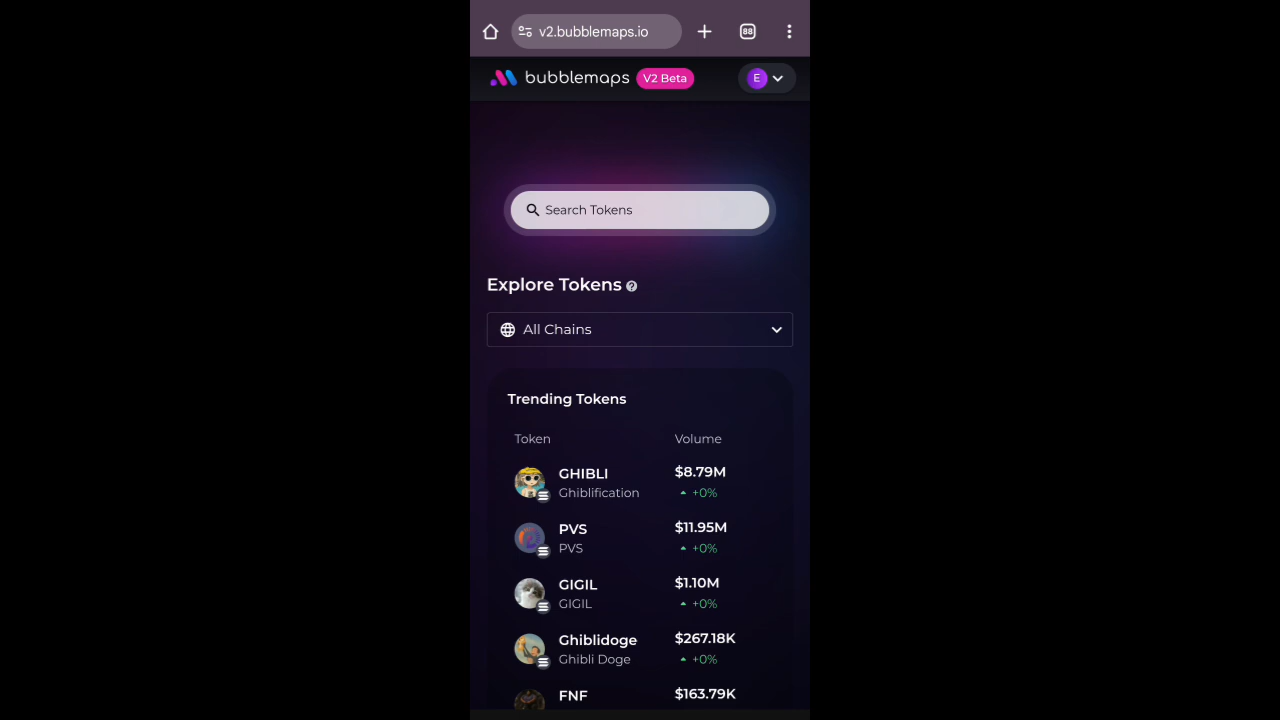 v2.bubblemaps.io
88
bubblemaps V2 Beta E
Search Tokens
Explore Tokens ?
All Chains
Trending Tokens
Token Volume
GHIBLI $8.79M
Ghiblification +0%
PVS $11.95M
PVS +0%
GIGIL $1.10M
GIGIL +0%
Ghiblidoge $267.18K
Ghibli Doge +0%
FNF $163.79K